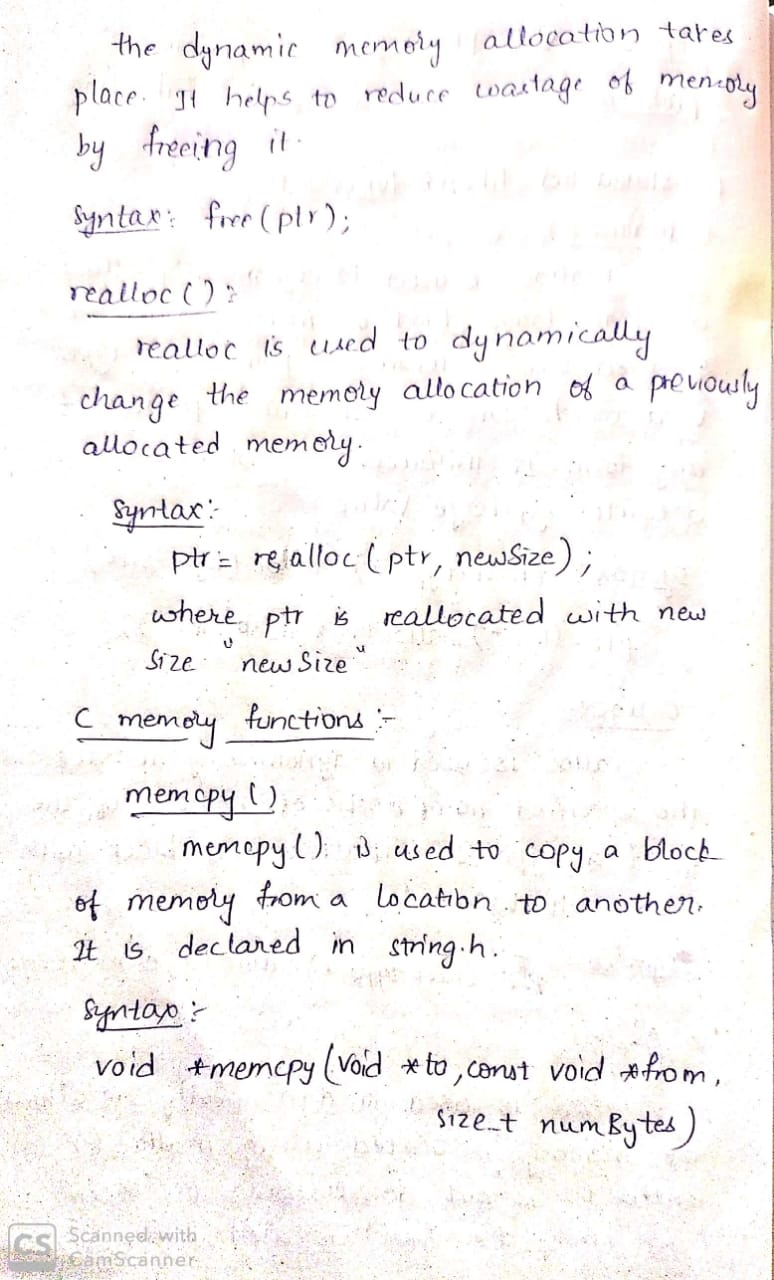 the dynamic memory allocation takes
place. It helps to reduce wastage of memory
by freeing it.
Syntax: free(ptr);
realloc():
realloc is used to dynamically
change the memory allocation of a previously
allocated memory.
Syntax:-
ptr = realloc(ptr, newSize);
where ptr is reallocated with new
size "newSize"
C memory functions :-
memcpy()
memcpy() is used to copy a block
of memory from a location to another.
It is declared in string.h.
Syntax :-
void *memcpy(void *to, const void *from,
size_t numBytes)
CS Scanned with
CamScanner